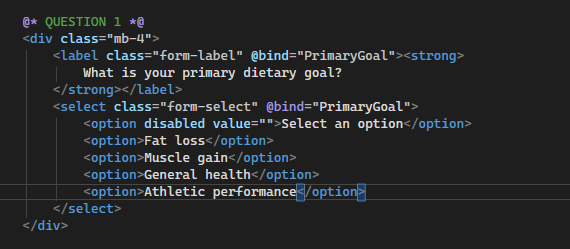 @* QUESTION 1 *@
<div class="mb-4">
<label class="form-label" @bind="PrimaryGoal"><strong>
What is your primary dietary goal?
</strong></label>
<select class="form-select" @bind="PrimaryGoal">
<option disabled value="">Select an option</option>
<option>Fat loss</option>
<option>Muscle gain</option>
<option>General health</option>
<option>Athletic performance</option>
</select>
</div>